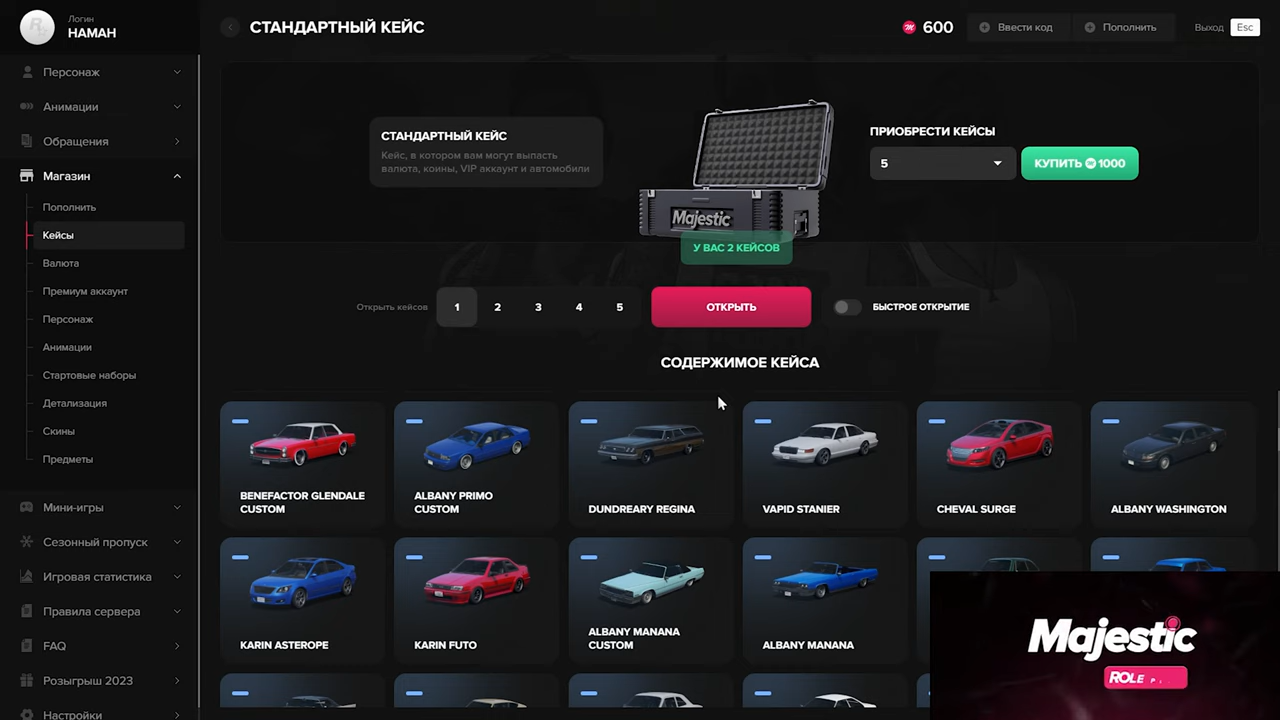 Логин
НАМАН
Персонаж
Анимации
Обращения
Магазин
Пополнить
Кейсы
Валюта
Премиум аккаунт
Персонаж
Анимации
Стартовые наборы
Детализация
Скины
Предметы
Мини-игры
Сезонный пропуск
Игровая статистика
Правила сервера
FAQ
Розыгрыш 2023
Настройки
СТАНДАРТНЫЙ КЕЙС
600
Ввести код
Пополнить
Выход
Esc
СТАНДАРТНЫЙ КЕЙС
Кейс, в котором вам могут выпасть
валюта, коины, VIP аккаунт и автомобили
Majestic
ПРИОБРЕСТИ КЕЙСЫ
5
КУПИТЬ 1000
У ВАС 2 КЕЙСОВ
Открыть кейсов
1 2 3 4 5
ОТКРЫТЬ
БЫСТРОЕ ОТКРЫТИЕ
СОДЕРЖИМОЕ КЕЙСА
BENEFACTOR GLENDALE
CUSTOM
ALBANY PRIMO
CUSTOM
DUNDREARY REGINA
VAPID STANIER
CHEVAL SURGE
ALBANY WASHINGTON
KARIN ASTEROPE
KARIN FUTO
ALBANY MANANA
CUSTOM
ALBANY MANANA
Majestic
ROLE P